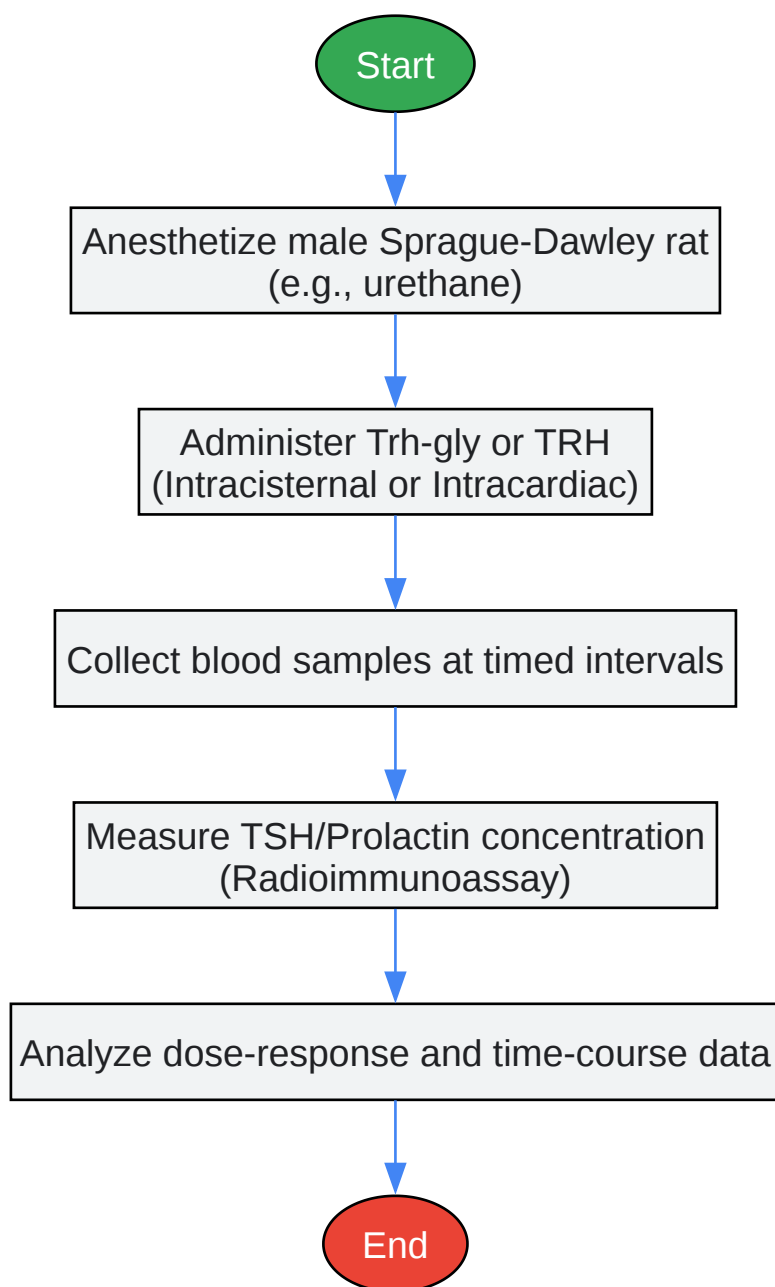 Start
Anesthetize male Sprague-Dawley rat
(e.g., urethane)
Administer Trh-gly or TRH
(Intracisternal or Intracardiac)
Collect blood samples at timed intervals
Measure TSH/Prolactin concentration
(Radioimmunoassay)
Analyze dose-response and time-course data
End